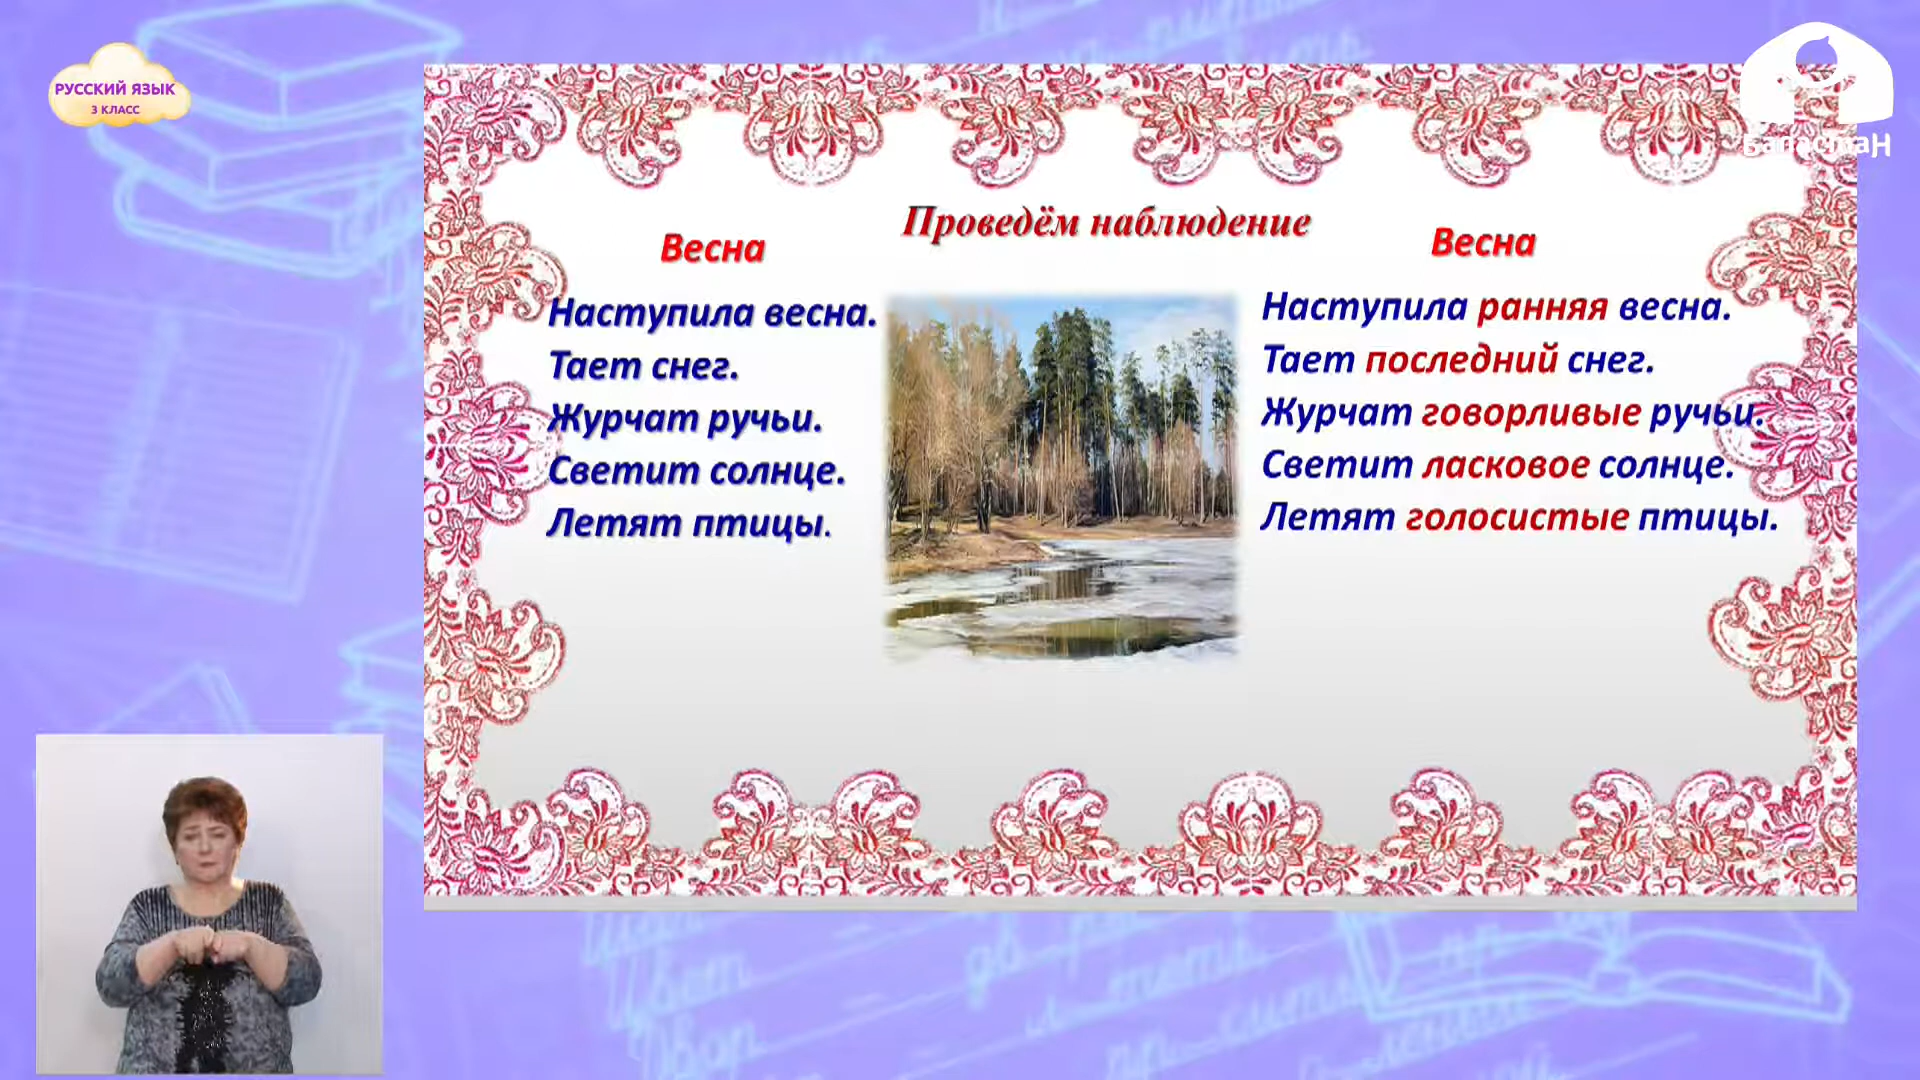 РУССКИЙ ЯЗЫК
3 КЛАСС
Баластан
Проведём наблюдение
Весна
Наступила весна.
Тает снег.
Журчат ручьи.
Светит солнце.
Летят птицы.
Весна
Наступила ранняя весна.
Тает последний снег.
Журчат говорливые ручьи.
Светит ласковое солнце.
Летят голосистые птицы.